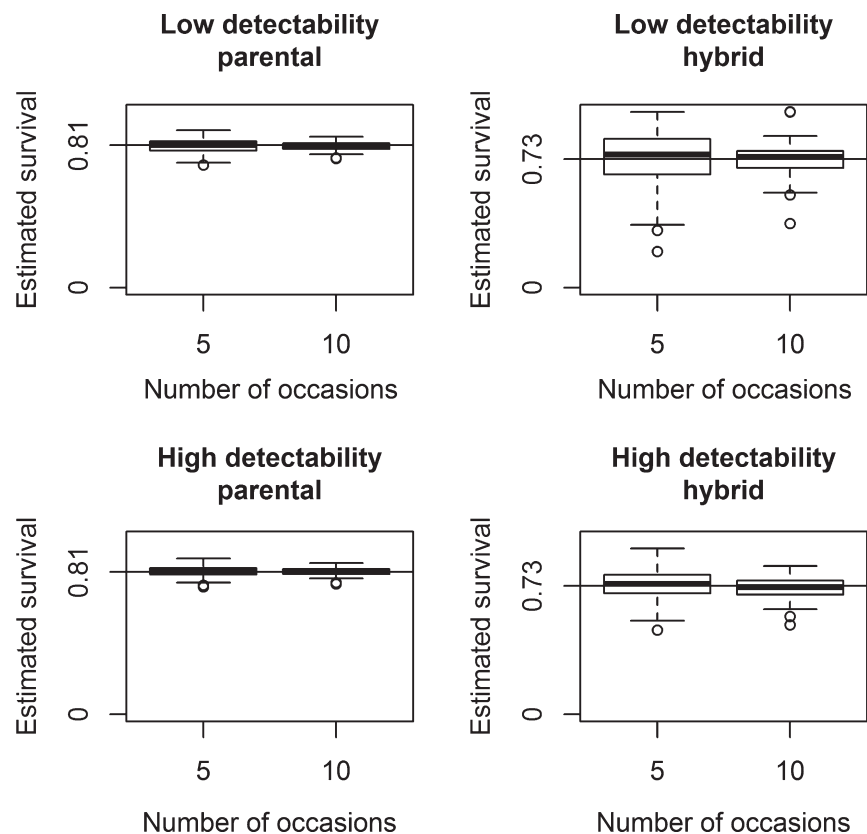 Low detectability
parental
Estimated survival
0.81
0
5 10
Number of occasions
Low detectability
hybrid
Estimated survival
0.73
0
5 10
Number of occasions
High detectability
parental
Estimated survival
0.81
0
5 10
Number of occasions
High detectability
hybrid
Estimated survival
0.73
0
5 10
Number of occasions